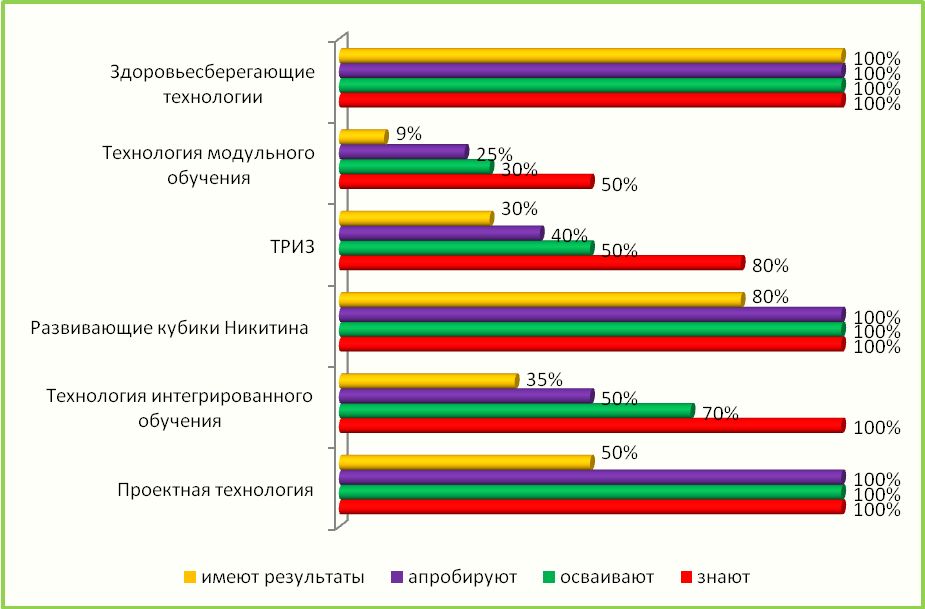 Здоровьесберегающие
технологии
100%
100%
100%
100%
Технология модульного
обучения
9%
25%
30%
50%
ТРИЗ
30%
40%
50%
80%
Развивающие кубики Никитина
80%
100%
100%
100%
Технология интегрированного
обучения
35%
50%
70%
100%
Проектная технология
50%
100%
100%
100%
имеют результаты апробируют осваивают знают